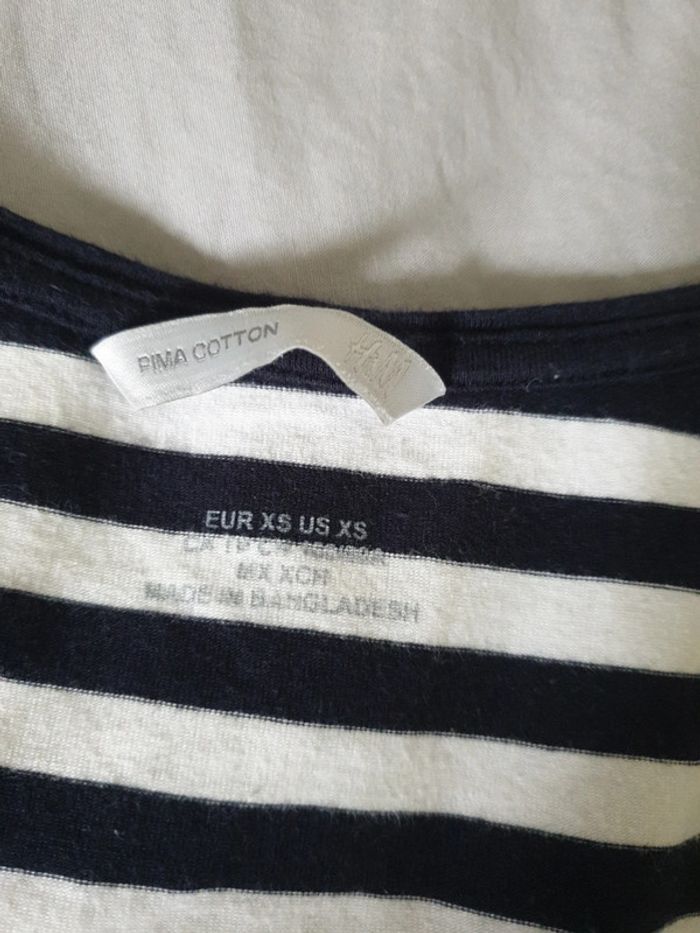 PIMA COTTON
H&M
EUR XS US XS
MX XCH
MADE IN BANGLADESH